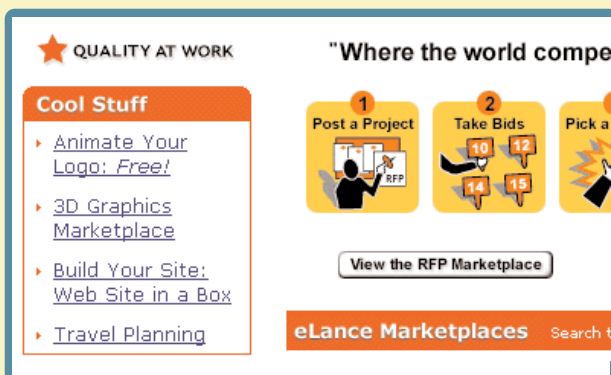 QUALITY AT WORK
"Where the world compe
Cool Stuff
Animate Your
Logo: Free!
3D Graphics
Marketplace
Build Your Site:
Web Site in a Box
Travel Planning
1
Post a Project
RFP
2
Take Bids
10 12
14 15
Pick a
View the RFP Marketplace
eLance Marketplaces Search t